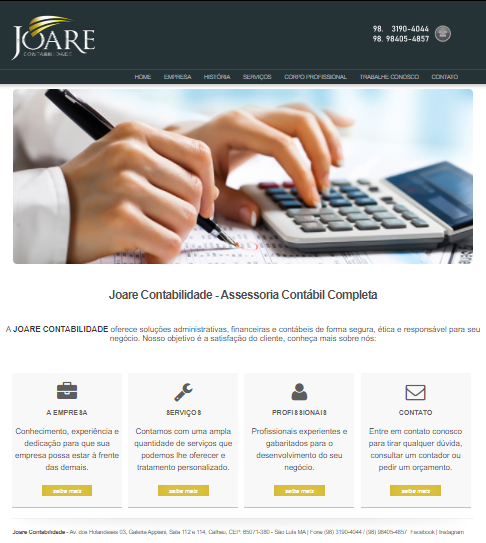 JOARE
CONTABILIDADE
98. 3190-4044
98. 98405-4857
HOME EMPRESA HISTÓRIA SERVIÇOS CORPO PROFISSIONAL TRABALHE CONOSCO CONTATO
Joare Contabilidade - Assessoria Contábil Completa
A JOARE CONTABILIDADE oferece soluções administrativas, financeiras e contábeis de forma segura, ética e responsável para seu
negócio. Nosso objetivo é a satisfação do cliente, conheça mais sobre nós:
A EMPRESA
Conhecimento, experiência e
dedicação para que sua
empresa possa estar à frente
das demais.
saiba mais
SERVIÇOS
Contamos com uma ampla
quantidade de serviços que
podemos lhe oferecer e
tratamento personalizado.
saiba mais
PROFISSIONAIS
Profissionais experientes e
gabaritados para o
desenvolvimento do seu
negócio.
saiba mais
CONTATO
Entre em contato conosco
para tirar qualquer dúvida,
consultar um contador ou
pedir um orçamento.
saiba mais
Joare Contabilidade - Av. dos Holandeses 03, Galeria Appiani, Sala 112 e 114, Calhau, CEP: 65071-380 - São Luís MA | Fone (98) 3190-4044 / (98) 98405-4857 Facebook | Instagram